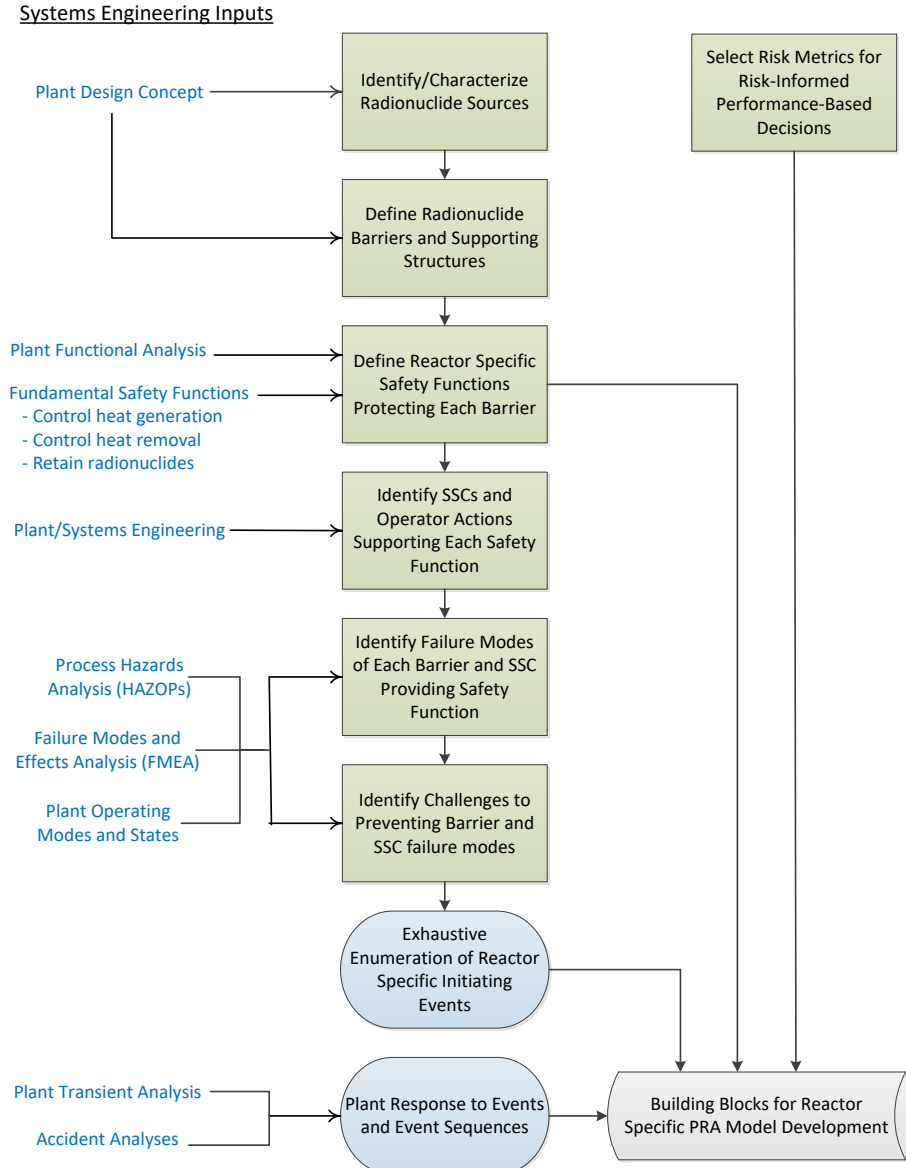 Systems Engineering Inputs
Plant Design Concept
Identify/Characterize
Radionuclide Sources
Select Risk Metrics for
Risk-Informed
Performance-Based
Decisions
Define Radionuclide
Barriers and Supporting
Structures
Plant Functional Analysis
Fundamental Safety Functions
- Control heat generation
- Control heat removal
- Retain radionuclides
Define Reactor Specific
Safety Functions
Protecting Each Barrier
Plant/Systems Engineering
Identify SSCs and
Operator Actions
Supporting Each Safety
Function
Process Hazards
Analysis (HAZOPs)
Failure Modes and
Effects Analysis (FMEA)
Plant Operating
Modes and States
Identify Failure Modes
of Each Barrier and SSC
Providing Safety
Function
Identify Challenges to
Preventing Barrier and
SSC failure modes
Exhaustive
Enumeration of Reactor
Specific Initiating
Events
Plant Transient Analysis
Accident Analyses
Plant Response to Events
and Event Sequences
Building Blocks for Reactor
Specific PRA Model Development